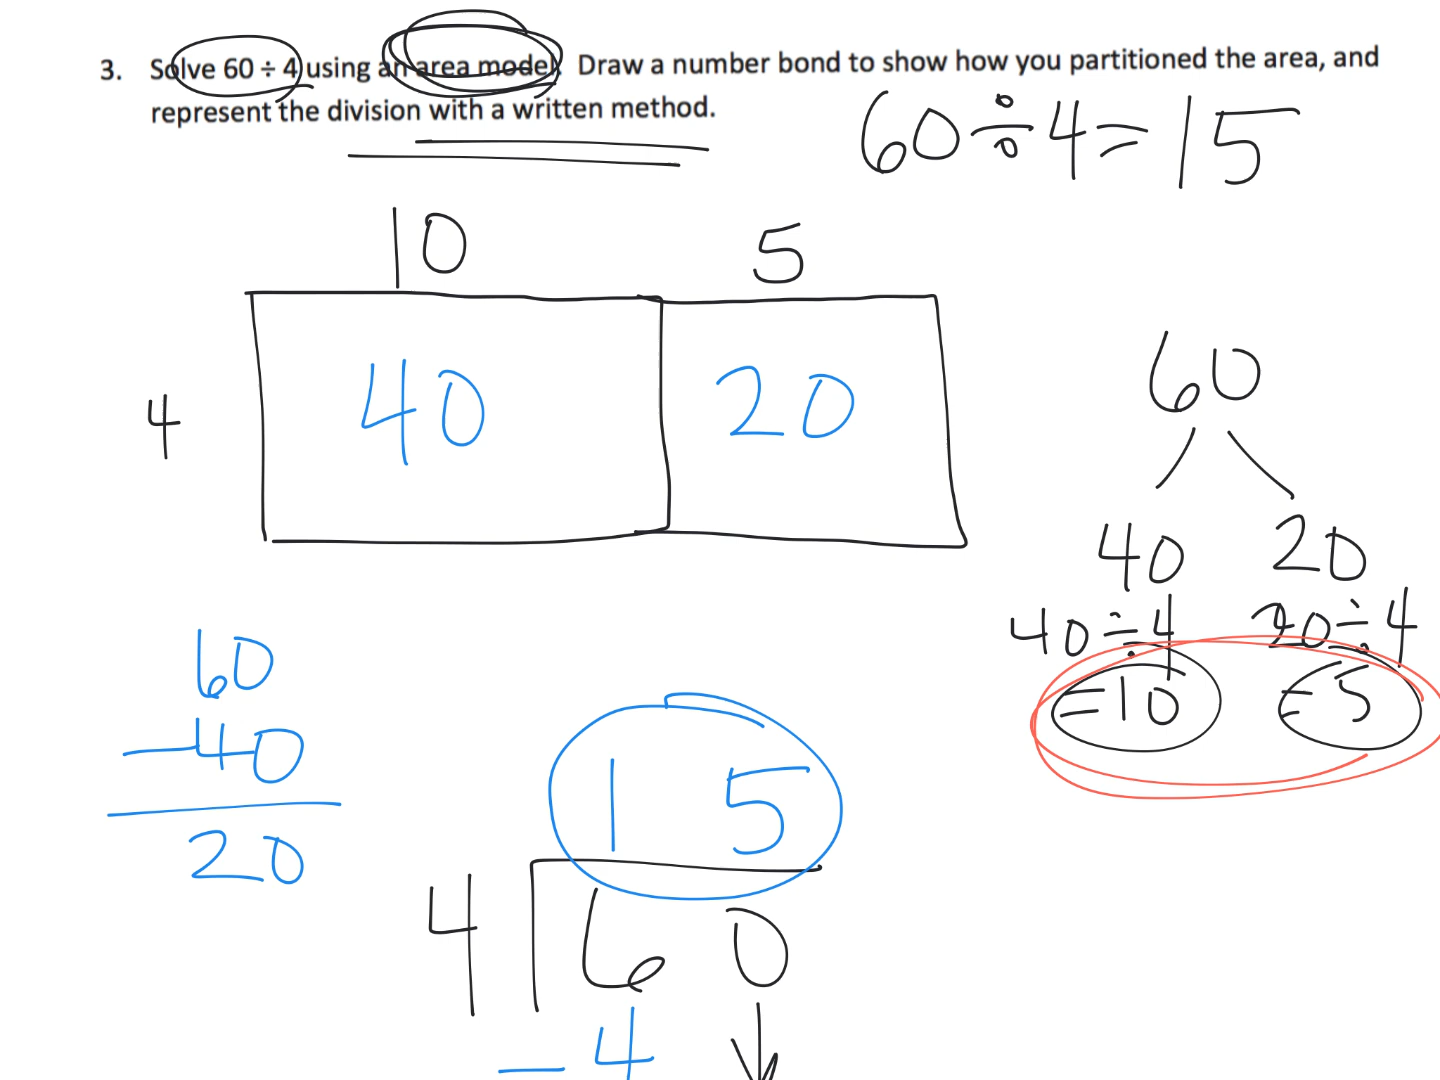 3. Solve 60 ÷ 4 using an area model. Draw a number bond to show how you partitioned the area, and
represent the division with a written method.
60 ÷ 4 = 15
10 5
4 40 20
60
40 20
40 ÷ 4 20 ÷ 4
= 10 = 5
60
- 40
20
15
4 60
- 4